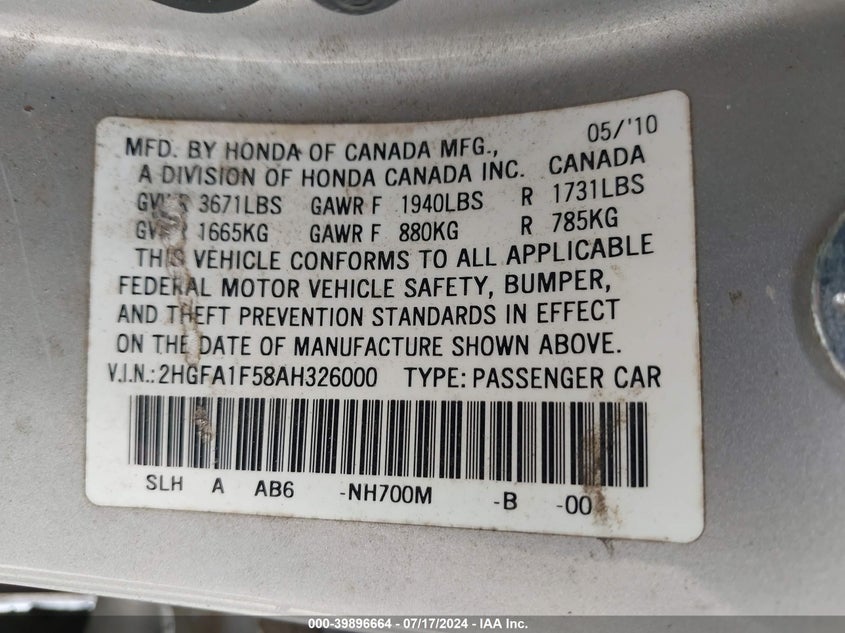 05/'10
MFD. BY HONDA OF CANADA MFG.,
A DIVISION OF HONDA CANADA INC. CANADA
GVWR 3671LBS GAWR F 1940LBS R 1731LBS
GVWR 1665KG GAWR F 880KG R 785KG
THIS VEHICLE CONFORMS TO ALL APPLICABLE
FEDERAL MOTOR VEHICLE SAFETY, BUMPER,
AND THEFT PREVENTION STANDARDS IN EFFECT
ON THE DATE OF MANUFACTURE SHOWN ABOVE.
V.I.N.: 2HGFA1F58AH326000 TYPE: PASSENGER CAR
SLH A AB6 -NH700M -B -00
000-39896664 / 07/17/2024 - IAA Inc.